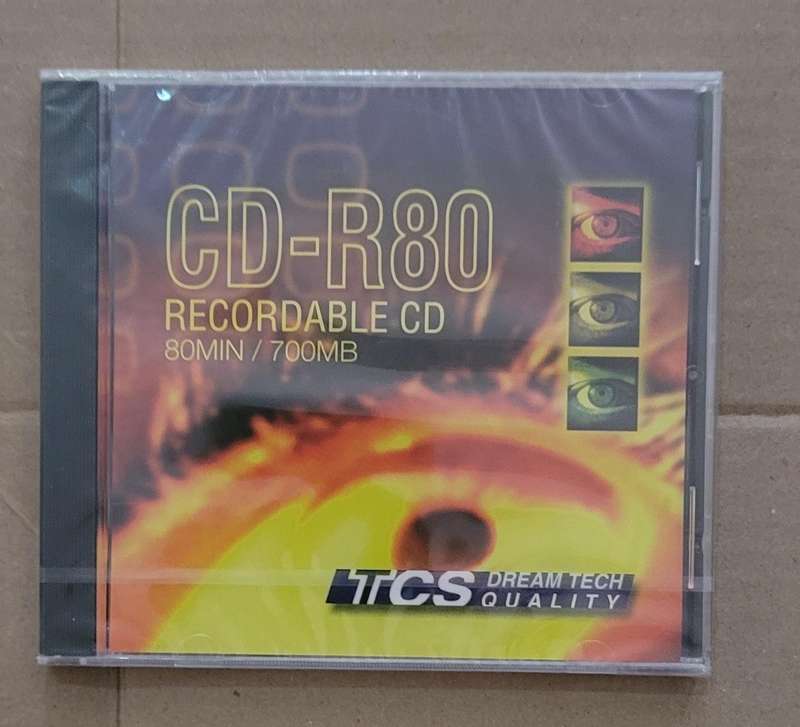 CD-R80
RECORDABLE CD
80MIN / 700MB
TCS DREAM TECH
QUALITY